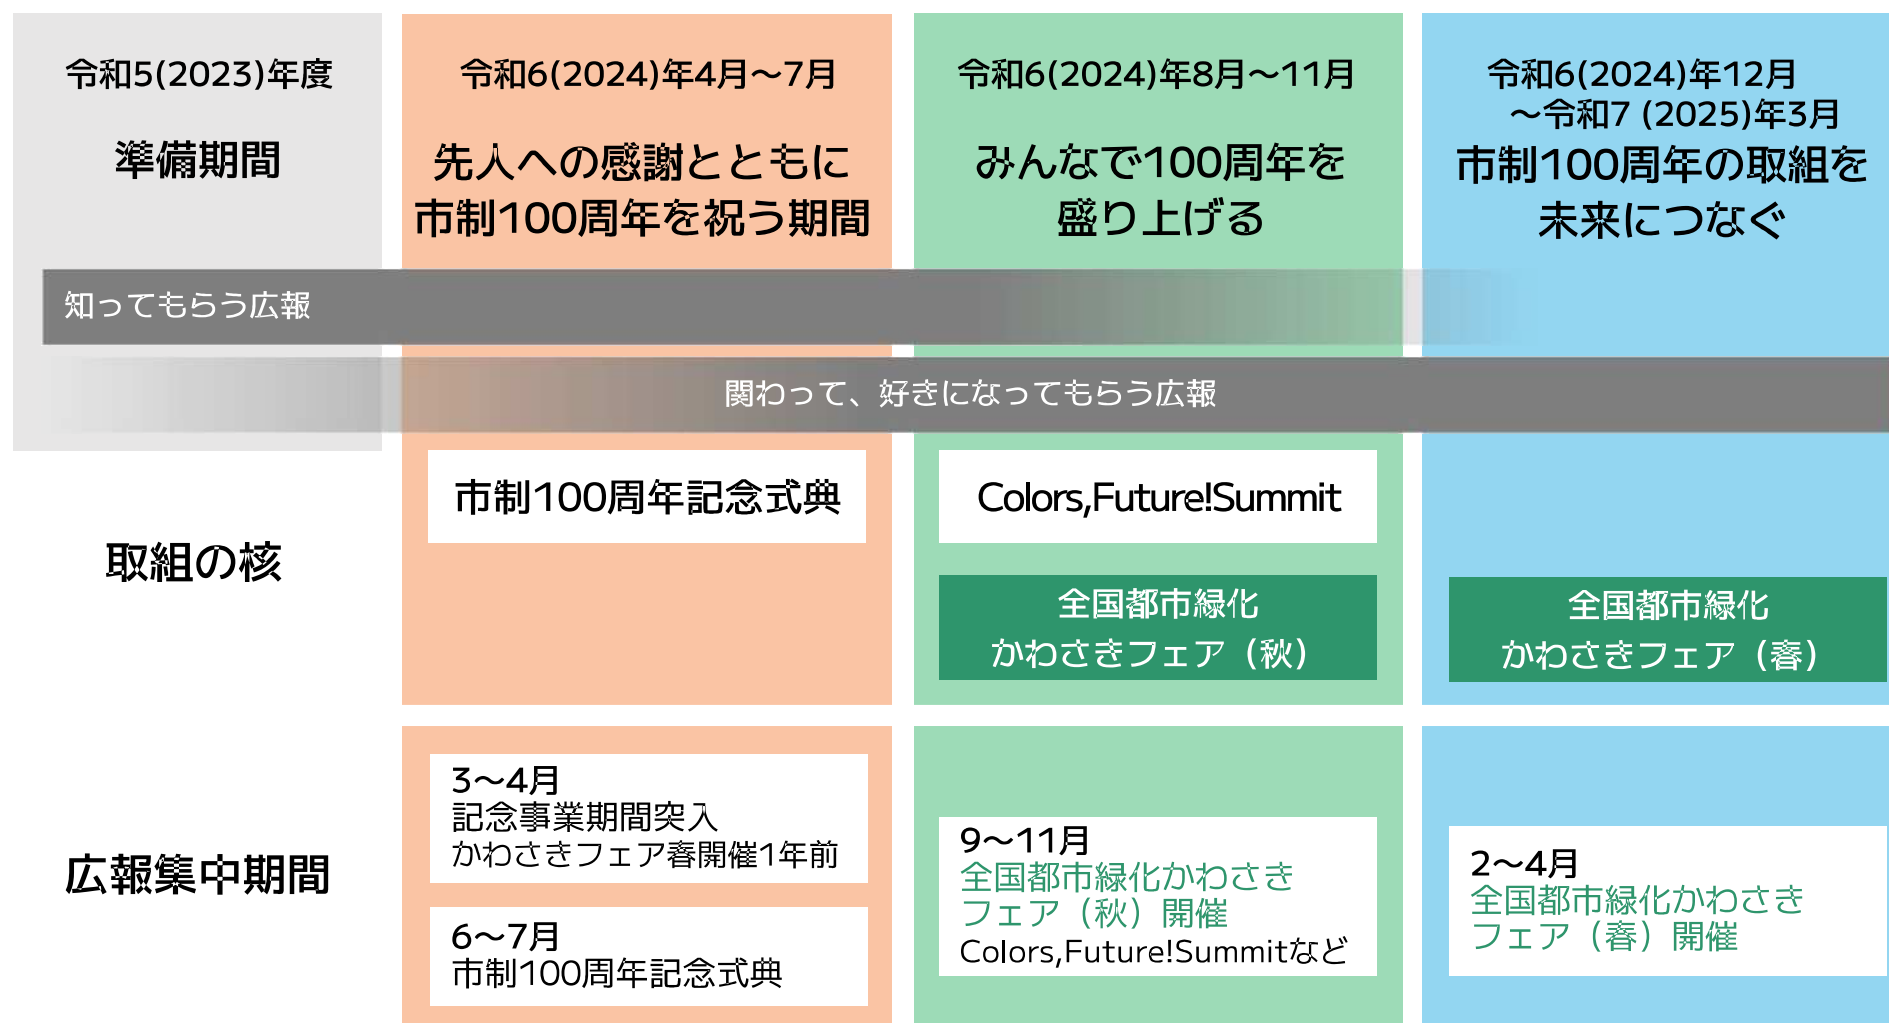 令和5(2023)年度
準備期間
令和6(2024)年4月～7月
先人への感謝とともに
市制100周年を祝う期間
令和6(2024)年8月～11月
みんなで100周年を
盛り上げる
令和6(2024)年12月
～令和7 (2025)年3月
市制100周年の取組を
未来につなぐ
知ってもらう広報
関わって、好きになってもらう広報
取組の核
市制100周年記念式典
Colors,Future!Summit
全国都市緑化
かわさきフェア（秋）
全国都市緑化
かわさきフェア（春）
広報集中期間
3～4月
記念事業期間突入
かわさきフェア春開催1年前
6～7月
市制100周年記念式典
9～11月
全国都市緑化かわさき
フェア（秋）開催
Colors,Future!Summitなど
2～4月
全国都市緑化かわさき
フェア（春）開催